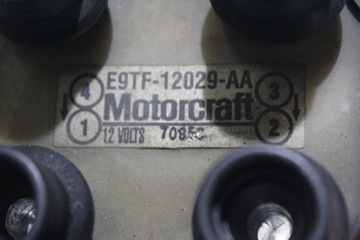 E9TF-12029-AA
4 Motorcraft 3
1 12 VOLTS 2